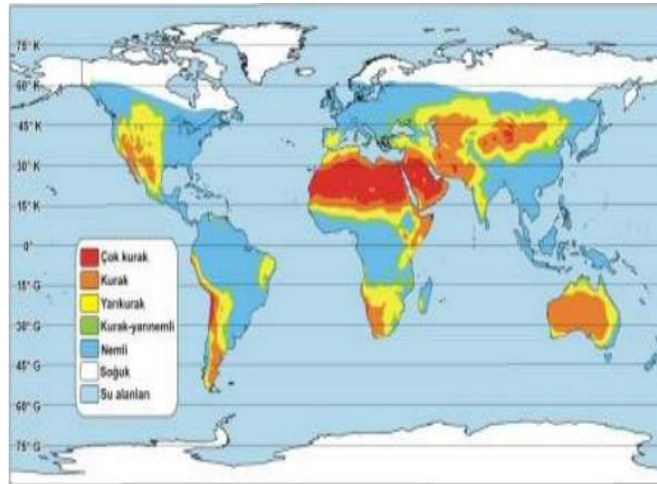 75° K
60° K
45° K
30° K
15° K
0°
15° G
30° G
45° G
60° G
75° G
Çok kurak
Kurak
Yarıkurak
Kurak-yarınemli
Nemli
Soğuk
Su alanları